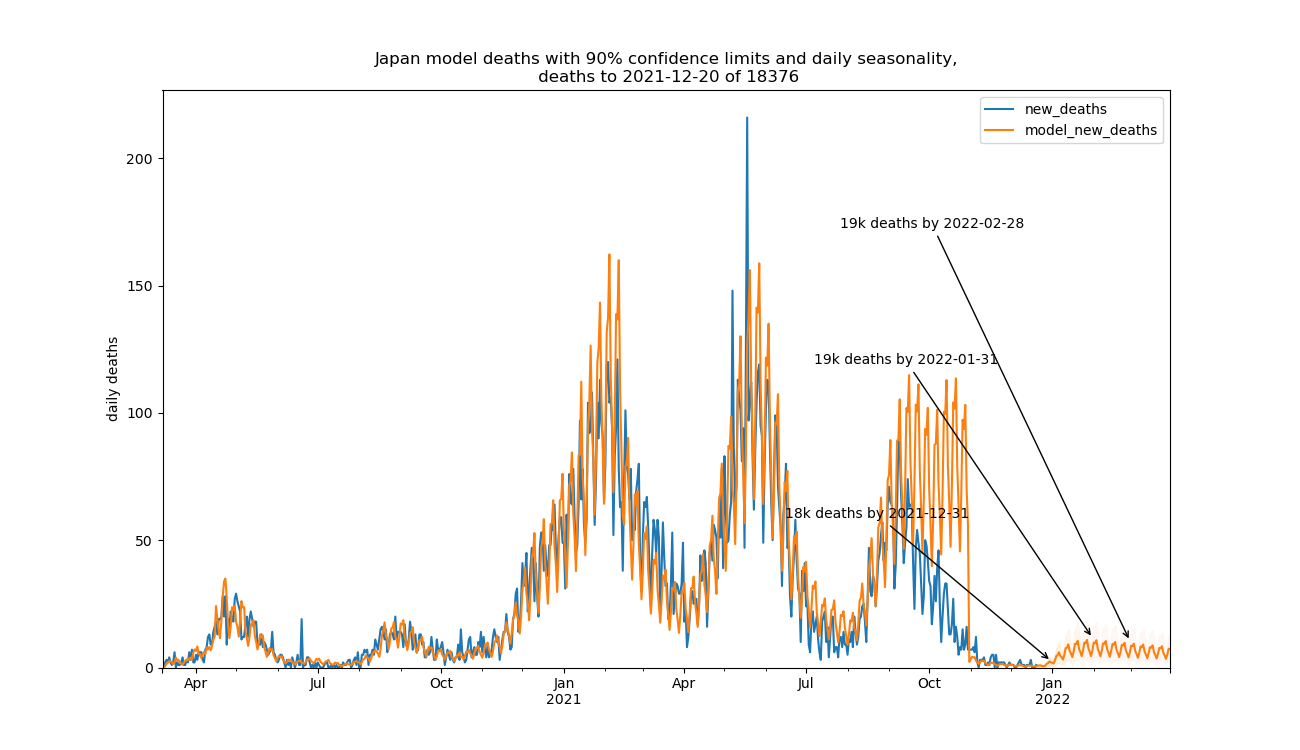 Japan model deaths with 90% confidence limits and daily seasonality,
deaths to 2021-12-20 of 18376
new_deaths
model_new_deaths
200
150
100
50
0
daily deaths
19k deaths by 2022-02-28
19k deaths by 2022-01-31
18k deaths by 2021-12-31
Apr Jul Oct Jan Apr Jul Oct Jan
2021 2022